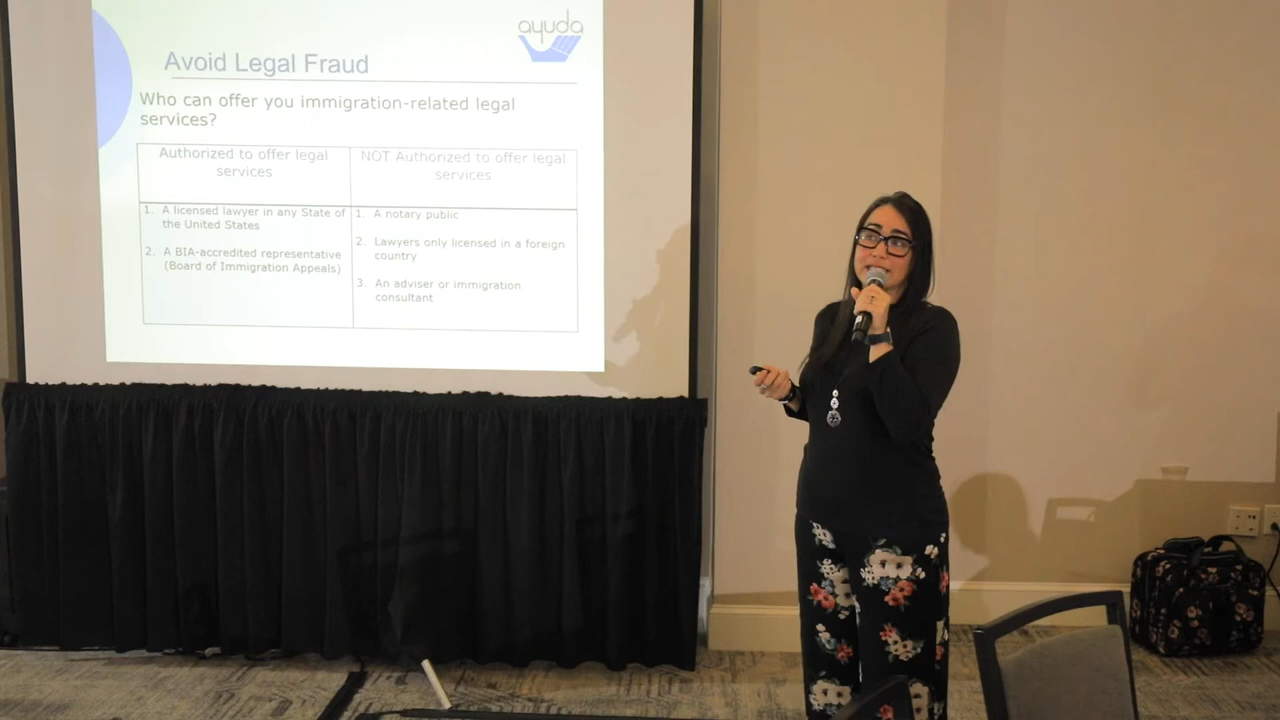 ayuda
Avoid Legal Fraud
Who can offer you immigration-related legal
services?
Authorized to offer legal
services
NOT Authorized to offer legal
services
1. A licensed lawyer in any State of
the United States
2. A BIA-accredited representative
(Board of Immigration Appeals)
1. A notary public
2. Lawyers only licensed in a foreign
country
3. An adviser or immigration
consultant